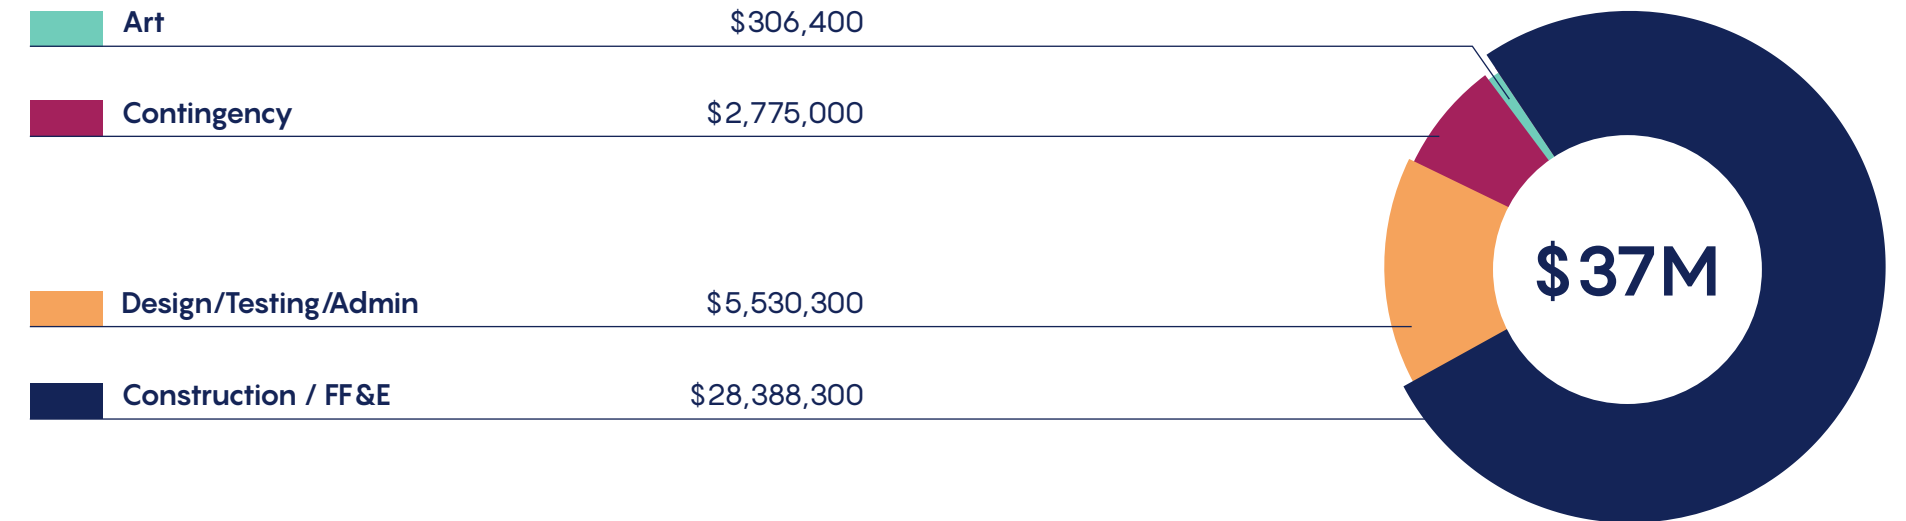 Art $306,400
Contingency $2,775,000
Design/Testing/Admin $5,530,300
Construction / FF&E $28,388,300
$37M